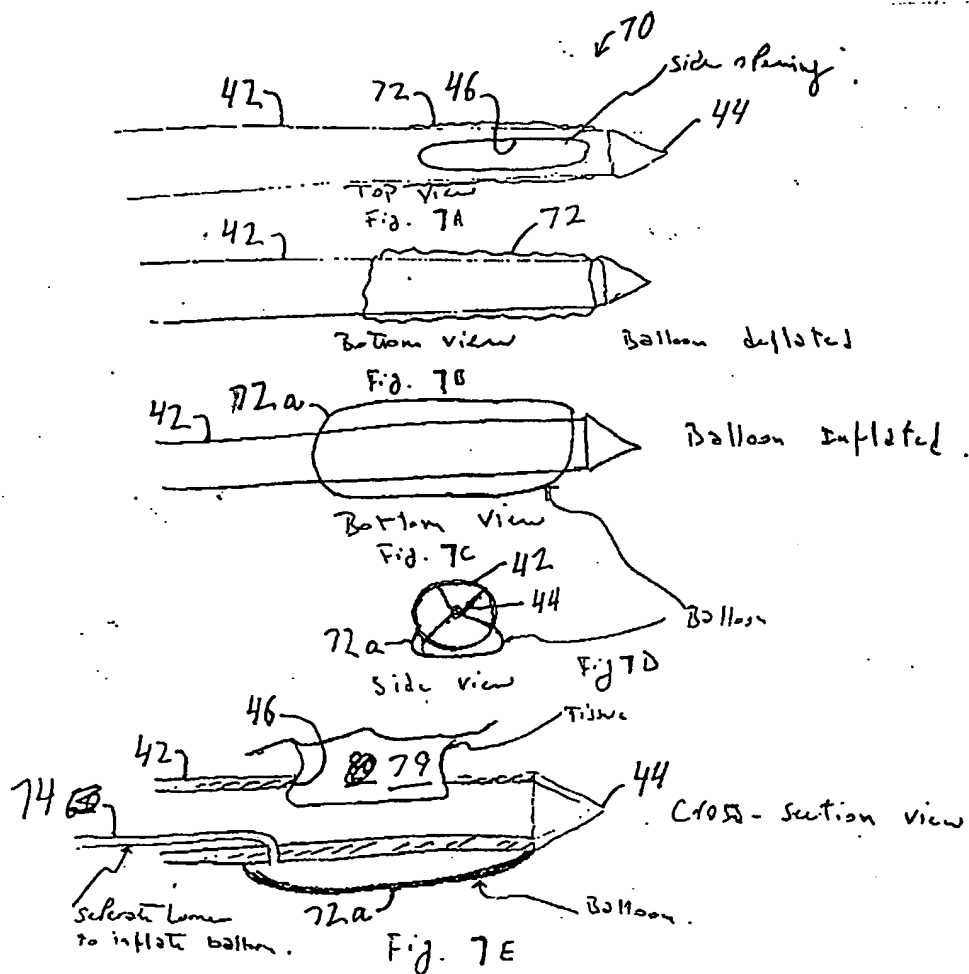 70
side opening.
42
72
46
44
Top View
Fig. 7A
42
72
Bottom view
Balloon deflated
Fig. 7B
72a
42
Balloon Inflated.
Bottom View
Fig. 7C
42
44
72a
Balloon
Side view
Fig 7D
46
Tissue
42
79
44
74
Cross-section view
72a
Balloon.
Seperate lumen
to inflate balloon.
Fig. 7E